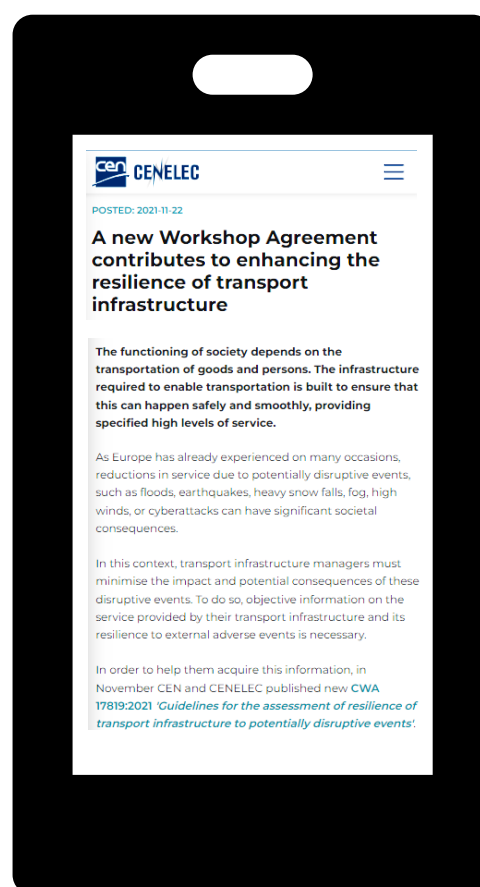 cen CENELEC
POSTED: 2021-11-22
A new Workshop Agreement
contributes to enhancing the
resilience of transport
infrastructure
The functioning of society depends on the
transportation of goods and persons. The infrastructure
required to enable transportation is built to ensure that
this can happen safely and smoothly, providing
specified high levels of service.
As Europe has already experienced on many occasions,
reductions in service due to potentially disruptive events,
such as floods, earthquakes, heavy snow falls, fog, high
winds, or cyberattacks can have significant societal
consequences.
In this context, transport infrastructure managers must
minimise the impact and potential consequences of these
disruptive events. To do so, objective information on the
service provided by their transport infrastructure and its
resilience to external adverse events is necessary.
In order to help them acquire this information, in
November CEN and CENELEC published new CWA
17819:2021 'Guidelines for the assessment of resilience of
transport infrastructure to potentially disruptive events'.